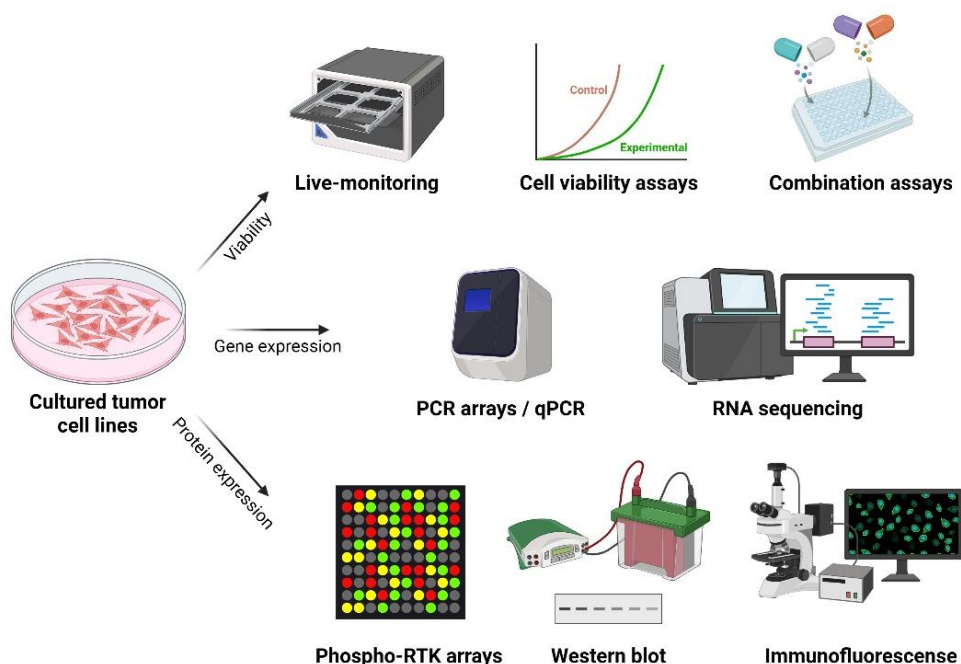 Control
Experimental
Live-monitoring
Cell viability assays
Combination assays
Viability
Gene expression
Cultured tumor
cell lines
PCR arrays / qPCR
RNA sequencing
Protein expression
Phospho-RTK arrays
Western blot
Immunofluorescense